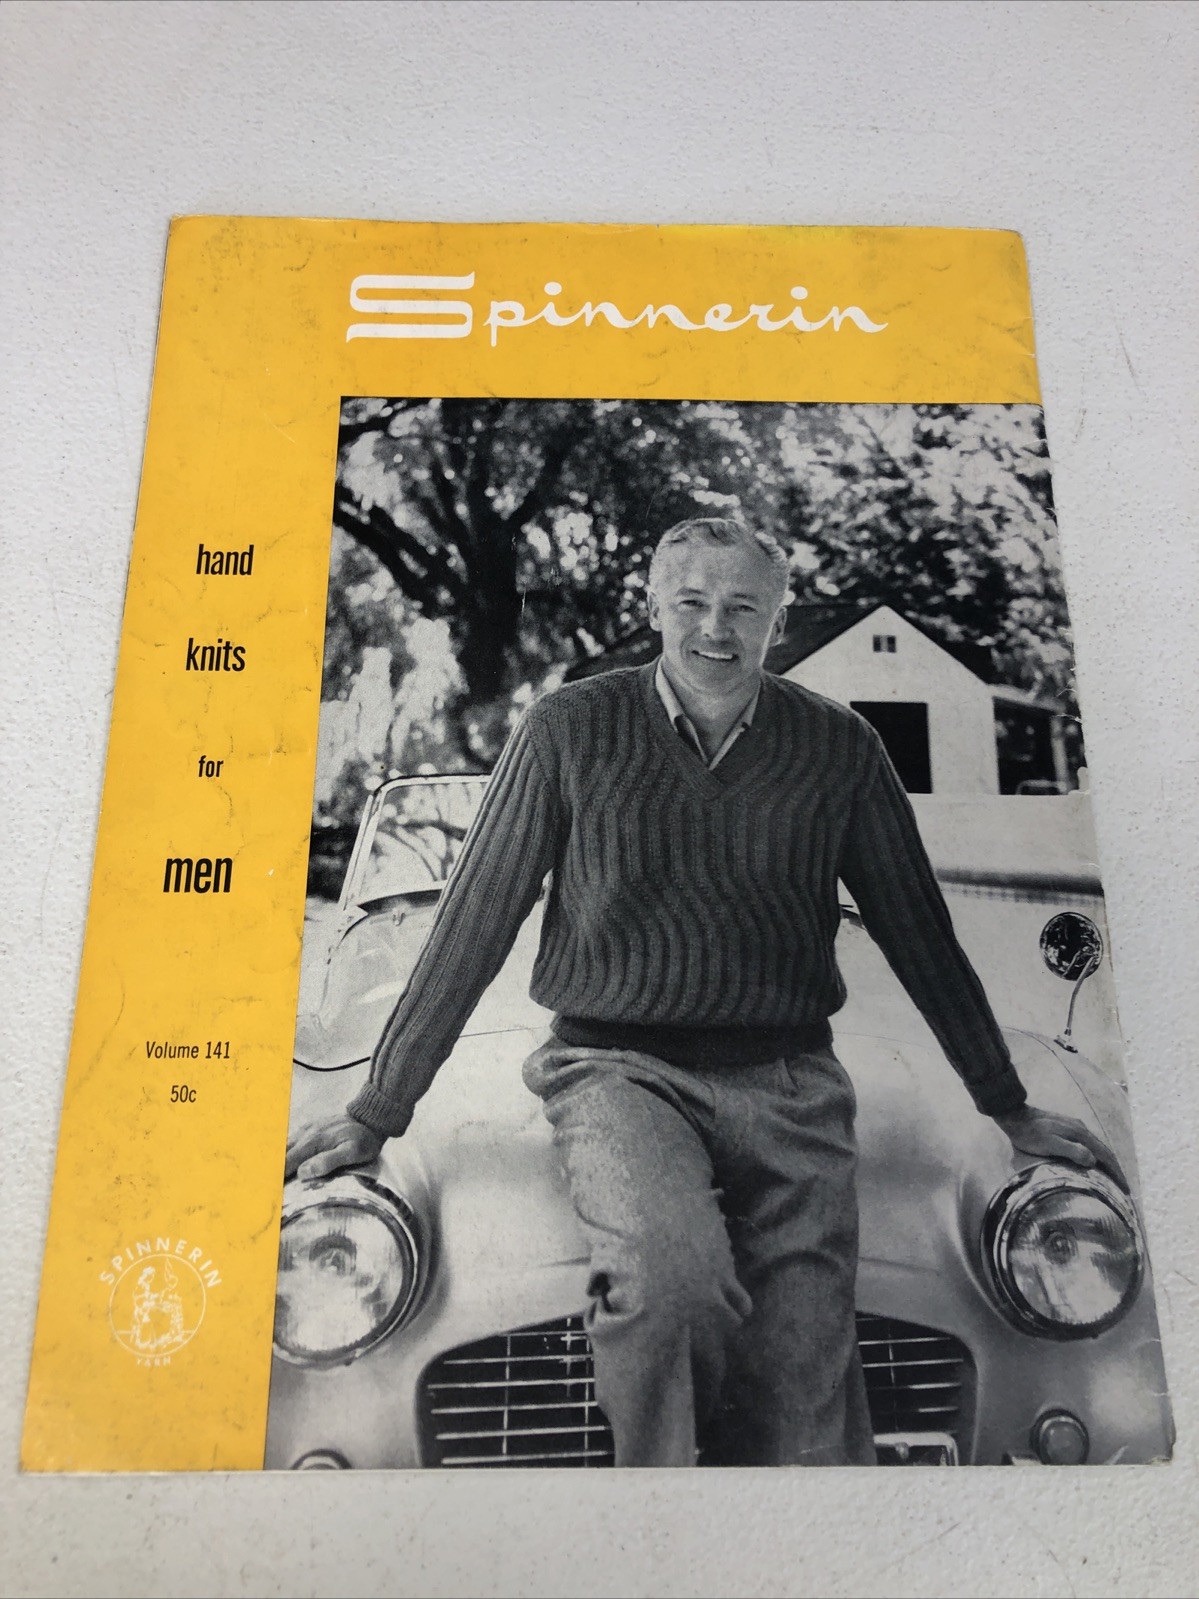 Spinnerin
hand
knits
for
men
Volume 141
50c
SPINNERIN
YARN